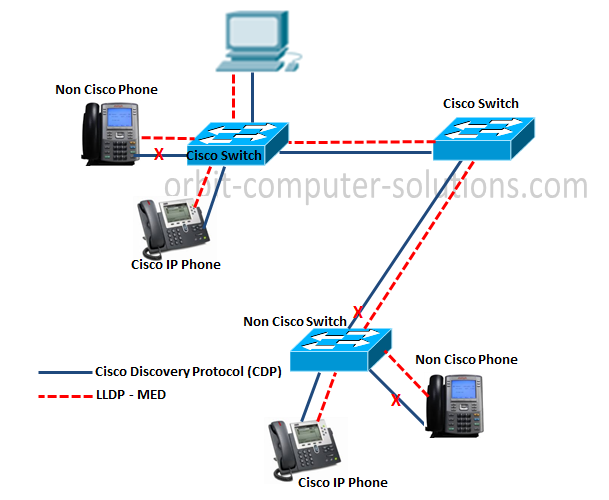 Non Cisco Phone
Cisco Switch
X
Cisco Switch
orbit-computer-solutions.com
Cisco IP Phone
X
Non Cisco Switch
Non Cisco Phone
Cisco Discovery Protocol (CDP)
LLDP - MED
X
Cisco IP Phone